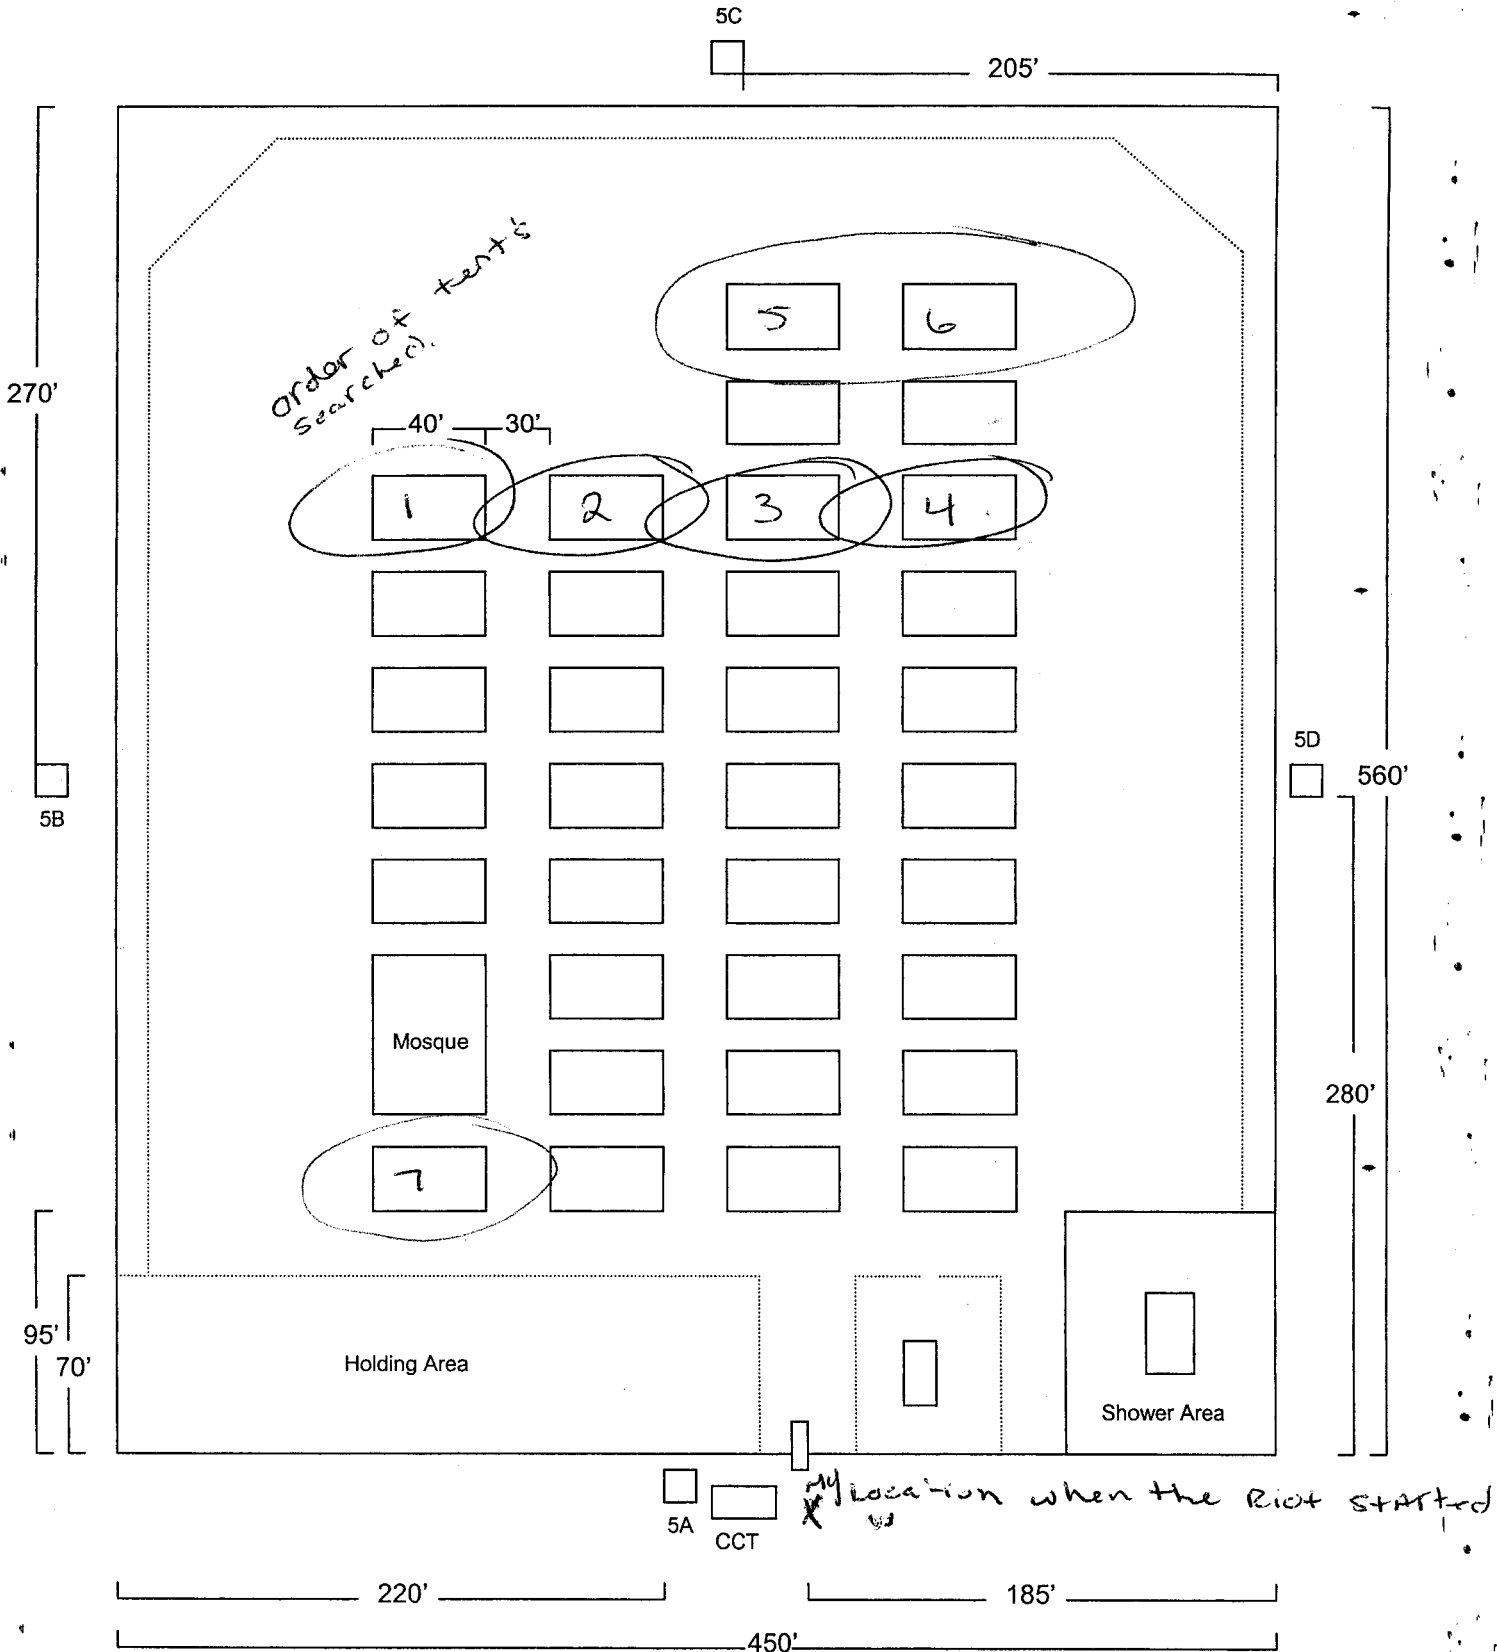 5C
205'
order of tent's
searched.
270'
5
6
40'
30'
1
2
3
4
5D
560'
5B
Mosque
280'
7
95'
70'
Holding Area
Shower Area
My Location when the Riot started
X
5A
CCT
220'
185'
450'